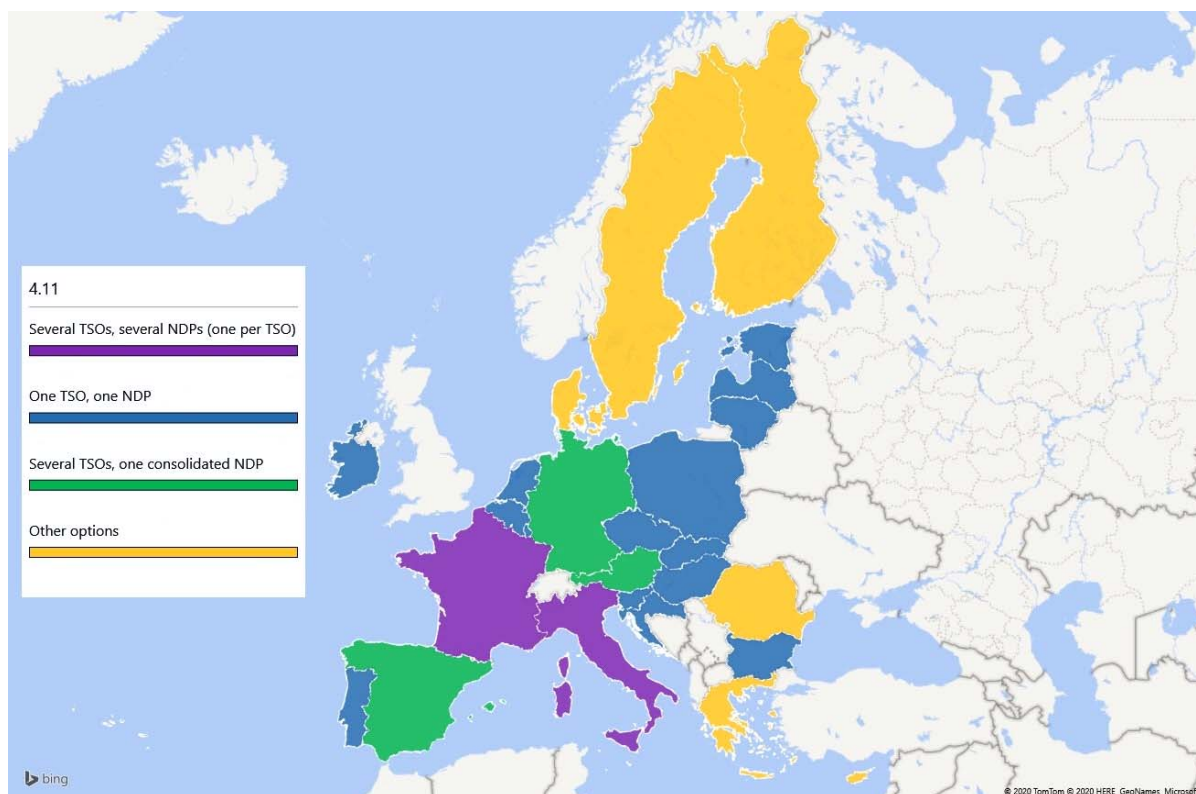 4.11
Several TSOs, several NDPs (one per TSO)
One TSO, one NDP
Several TSOs, one consolidated NDP
Other options
bing
© 2020 TomTom © 2020 HERE, GeoNames, Microsoft